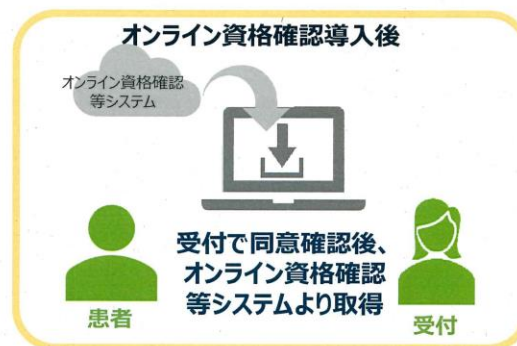 オンライン資格確認導入後
オンライン資格確認
等システム
受付で同意確認後、
オンライン資格確認
等システムより取得
患者
受付